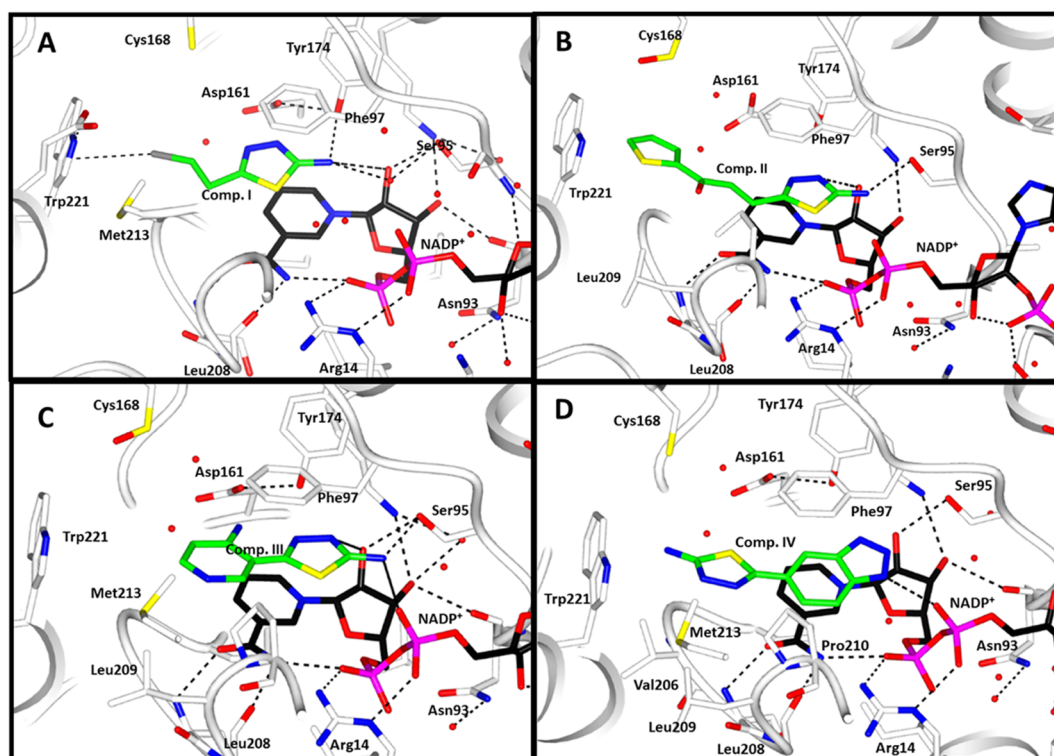 A
Cys168
Tyr174
Asp161
Phe97
Ser95
Comp. I
Trp221
Met213
NADP+
Asn93
Arg14
Leu208
B
Cys168
Tyr174
Asp161
Phe97
Ser95
Trp221
Comp. II
Leu209
NADP+
Asn93
Arg14
Leu208
C
Cys168
Tyr174
Asp161
Phe97
Ser95
Trp221
Comp. III
Met213
NADP+
Leu209
Asn93
Leu208
Arg14
D
Cys168
Tyr174
Asp161
Phe97
Ser95
Comp. IV
Trp221
NADP+
Met213
Pro210
Asn93
Val206
Leu209
Leu208
Arg14